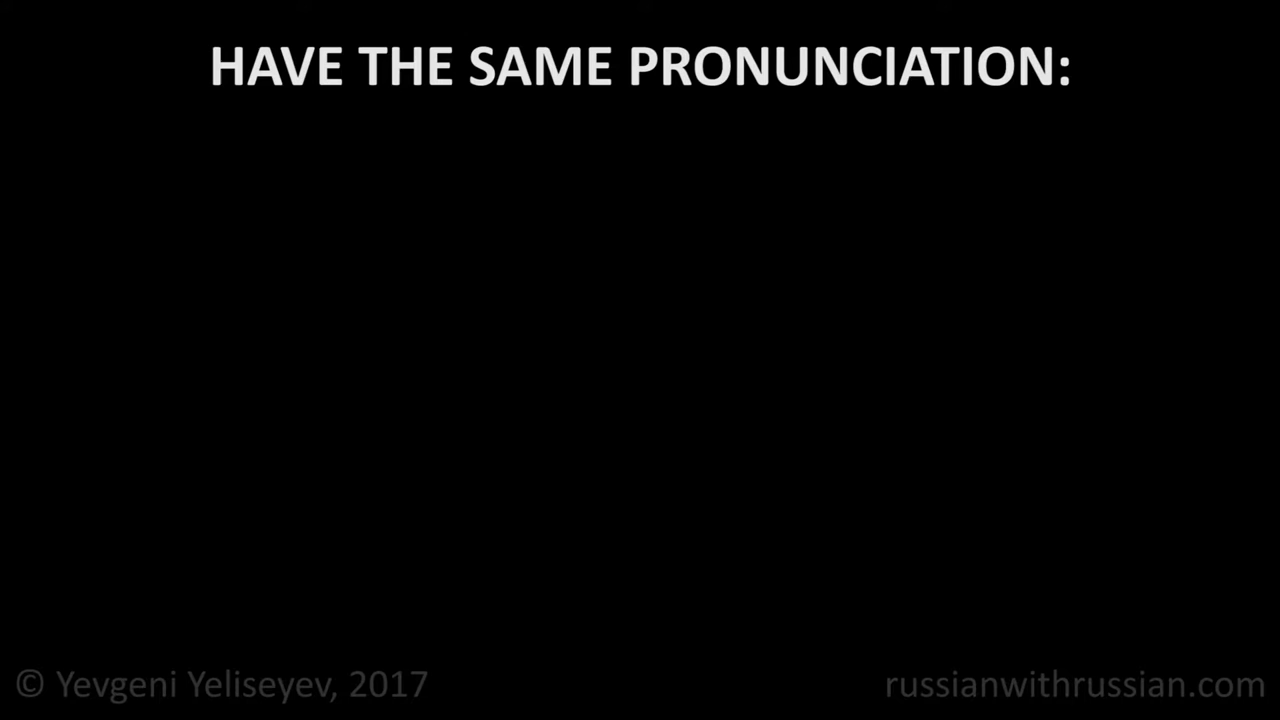 HAVE THE SAME PRONUNCIATION:
© Yevgeni Yeliseyev, 2017
russianwithrussian.com